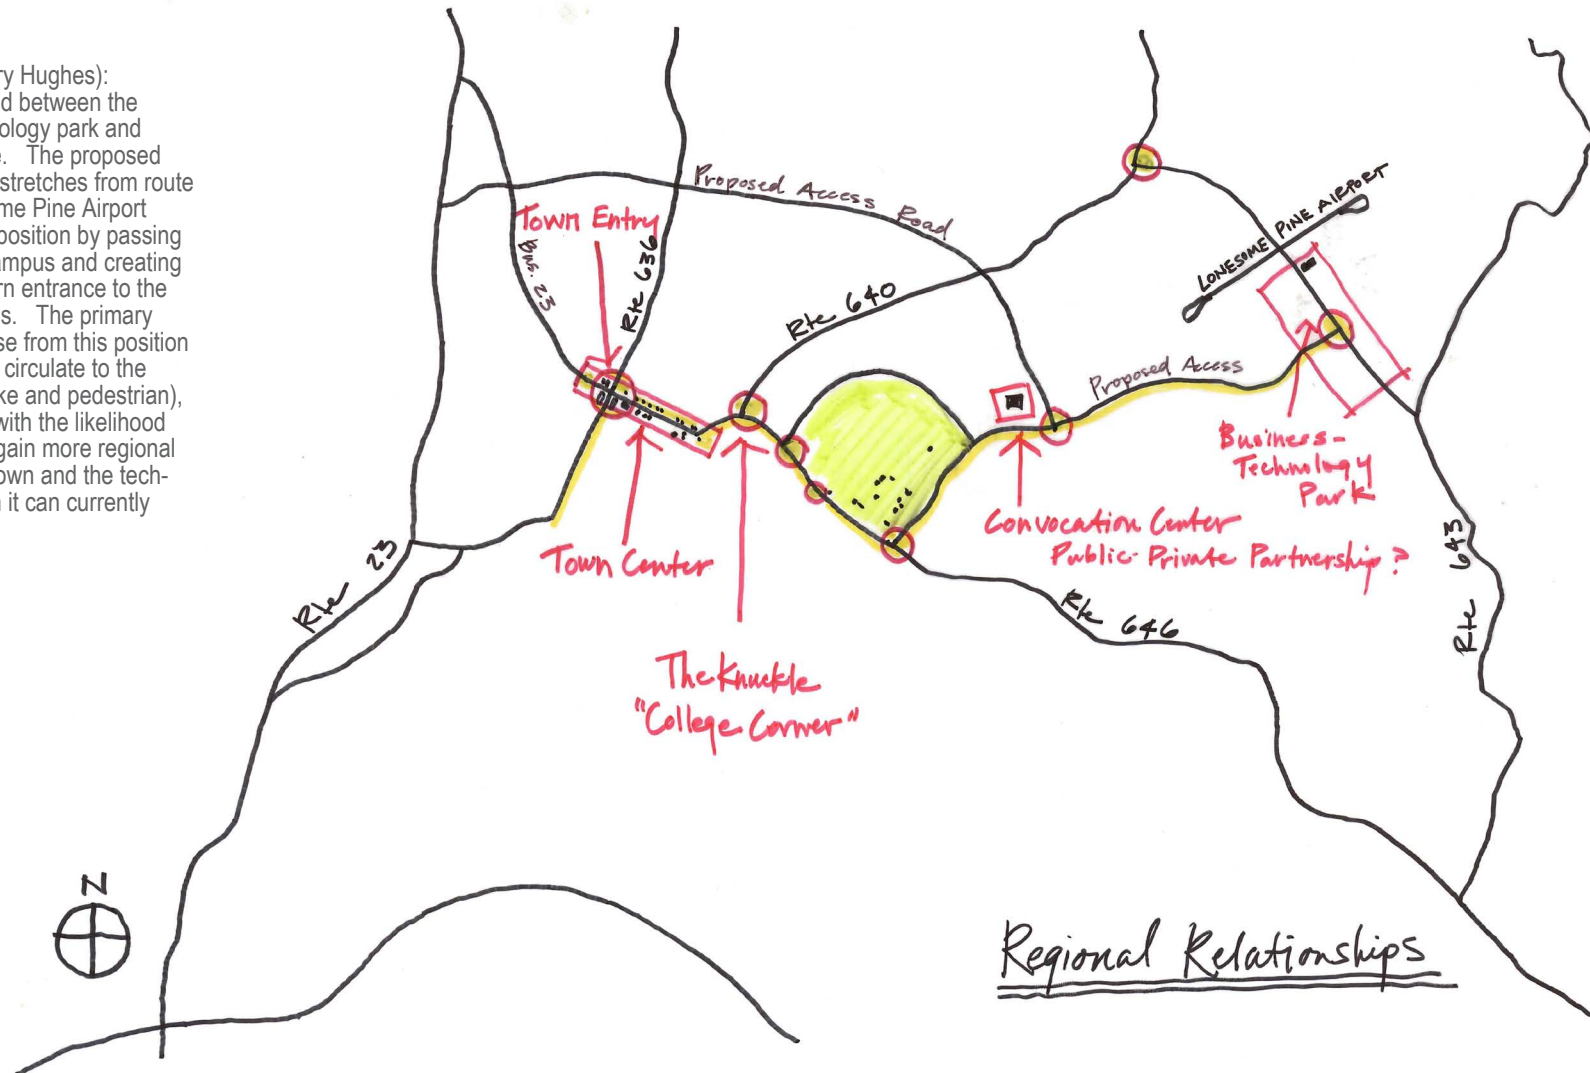 ry Hughes):
d between the
ology park and
e. The proposed
stretches from route
me Pine Airport
position by passing
ampus and creating
rn entrance to the
s. The primary
se from this position
circulate to the
ke and pedestrian),
with the likelihood
gain more regional
own and the tech-
n it can currently
Proposed Access Road
Town Entry
Bus. 23
Rte 636
Rte 640
LONESOME PINE AIRPORT
Proposed Access
Business-
Technology
Park
Convocation Center
Public-Private Partnership?
Town Center
Rte 23
The Knuckle
"College Corner"
Rte 646
Rte 643
N
Regional Relationships